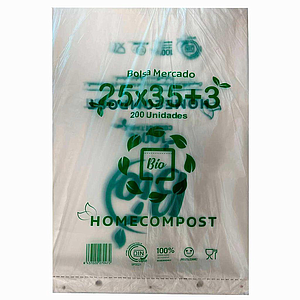 Bolsa Mercado
25x35+3
200 Unidades
Bio
HOMECOMPOST
100%